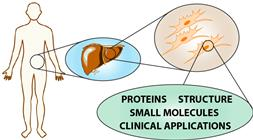 PROTEINS STRUCTURE
SMALL MOLECULES
CLINICAL APPLICATIONS